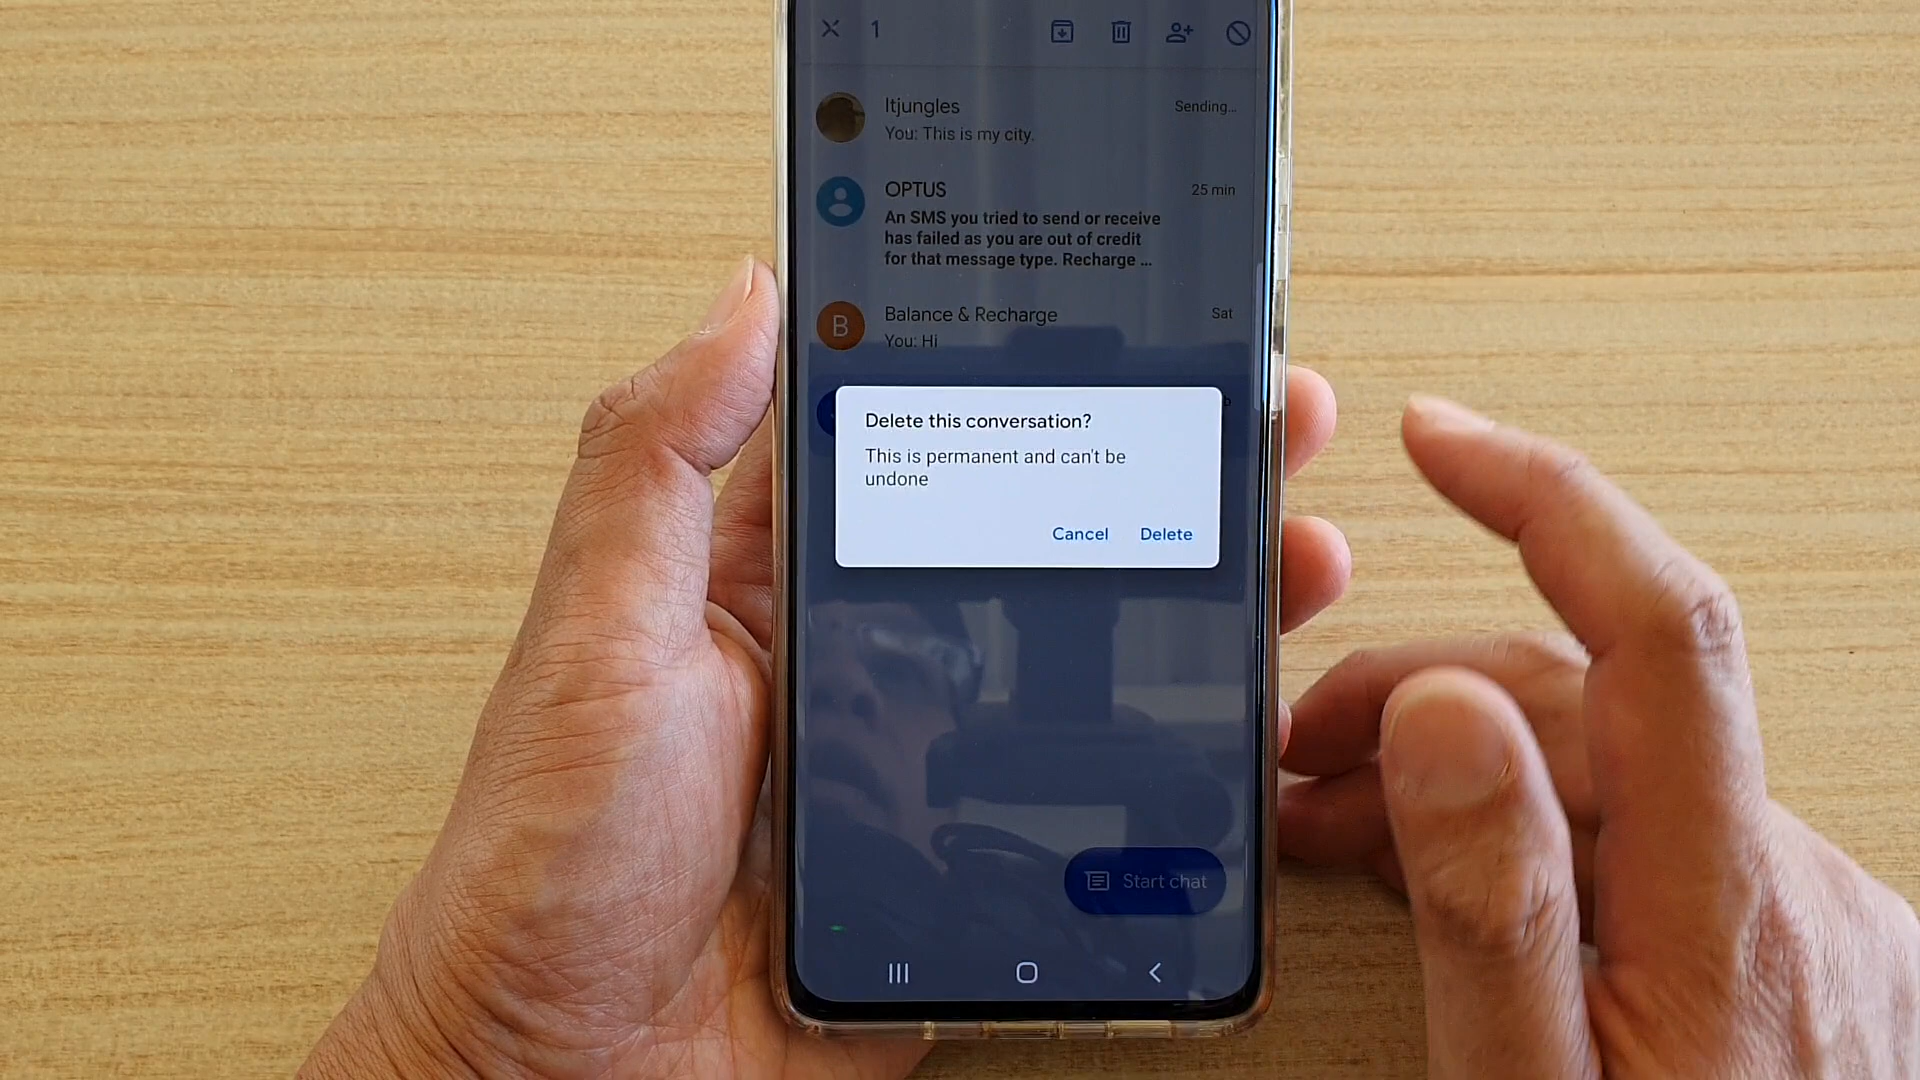 1
Itjungles
Sending...
You: This is my city.
OPTUS
25 min
An SMS you tried to send or receive
has failed as you are out of credit
for that message type. Recharge ...
B
Balance & Recharge
Sat
You: Hi
Delete this conversation?
This is permanent and can't be
undone
Cancel
Delete
Start chat